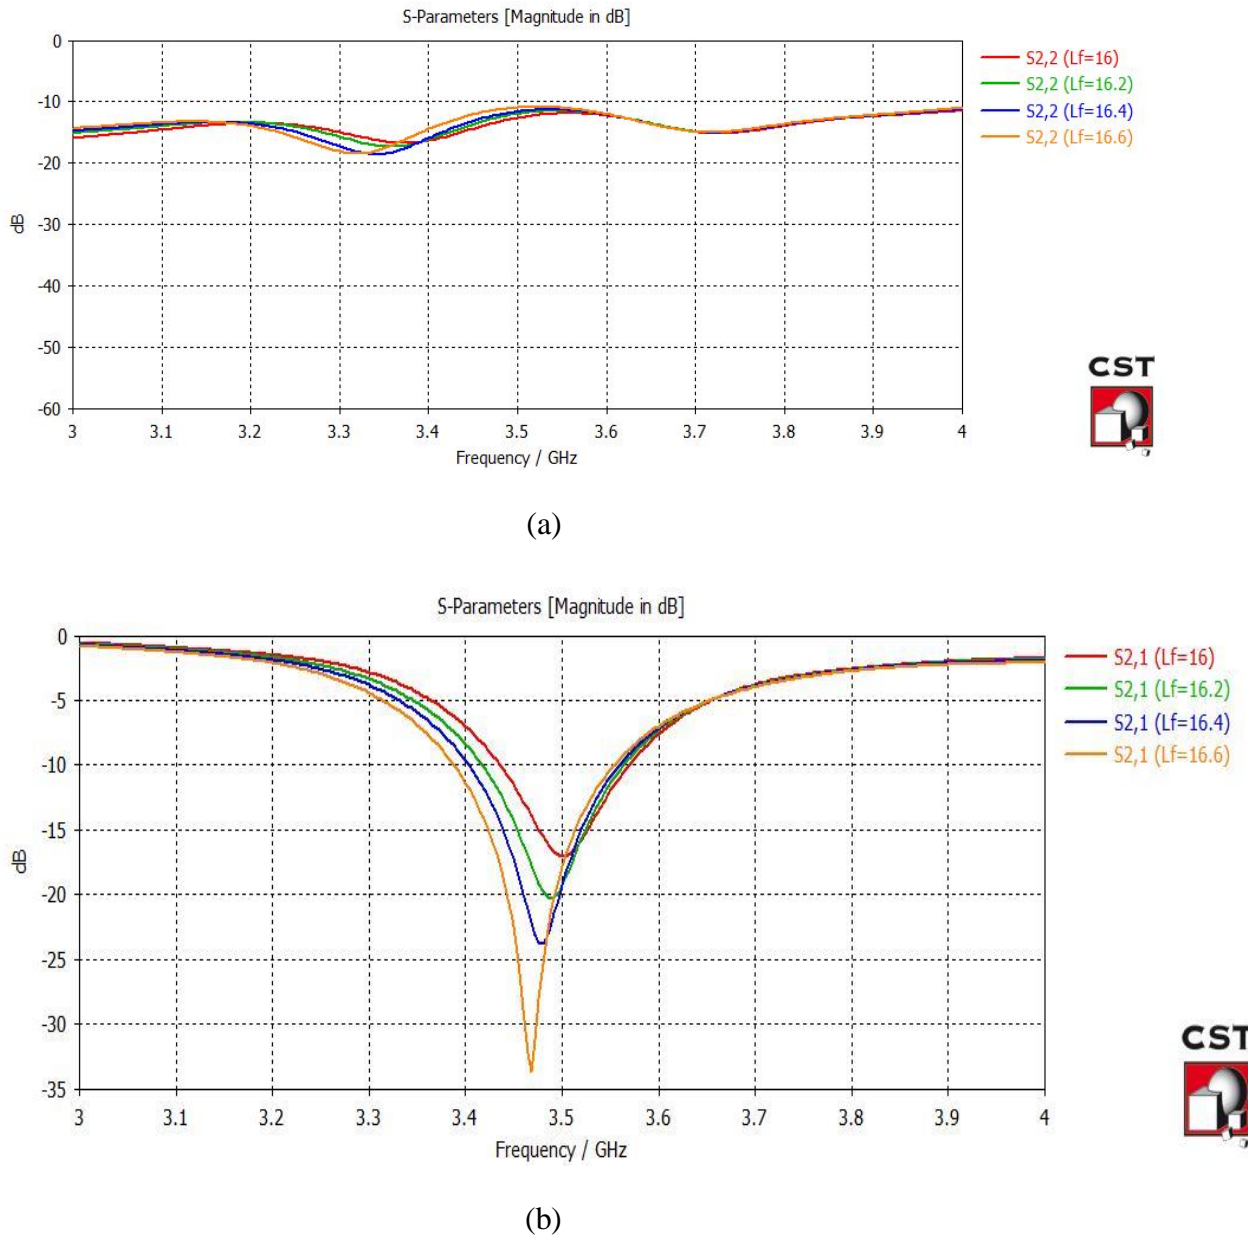 S-Parameters [Magnitude in dB]
0
-10
-20
-30
-40
-50
-60
dB
3 3.1 3.2 3.3 3.4 3.5 3.6 3.7 3.8 3.9 4
Frequency / GHz
S2,2 (Lf=16)
S2,2 (Lf=16.2)
S2,2 (Lf=16.4)
S2,2 (Lf=16.6)
CST
(a)
S-Parameters [Magnitude in dB]
0
-5
-10
-15
-20
-25
-30
-35
dB
3 3.1 3.2 3.3 3.4 3.5 3.6 3.7 3.8 3.9 4
Frequency / GHz
S2,1 (Lf=16)
S2,1 (Lf=16.2)
S2,1 (Lf=16.4)
S2,1 (Lf=16.6)
CST
(b)